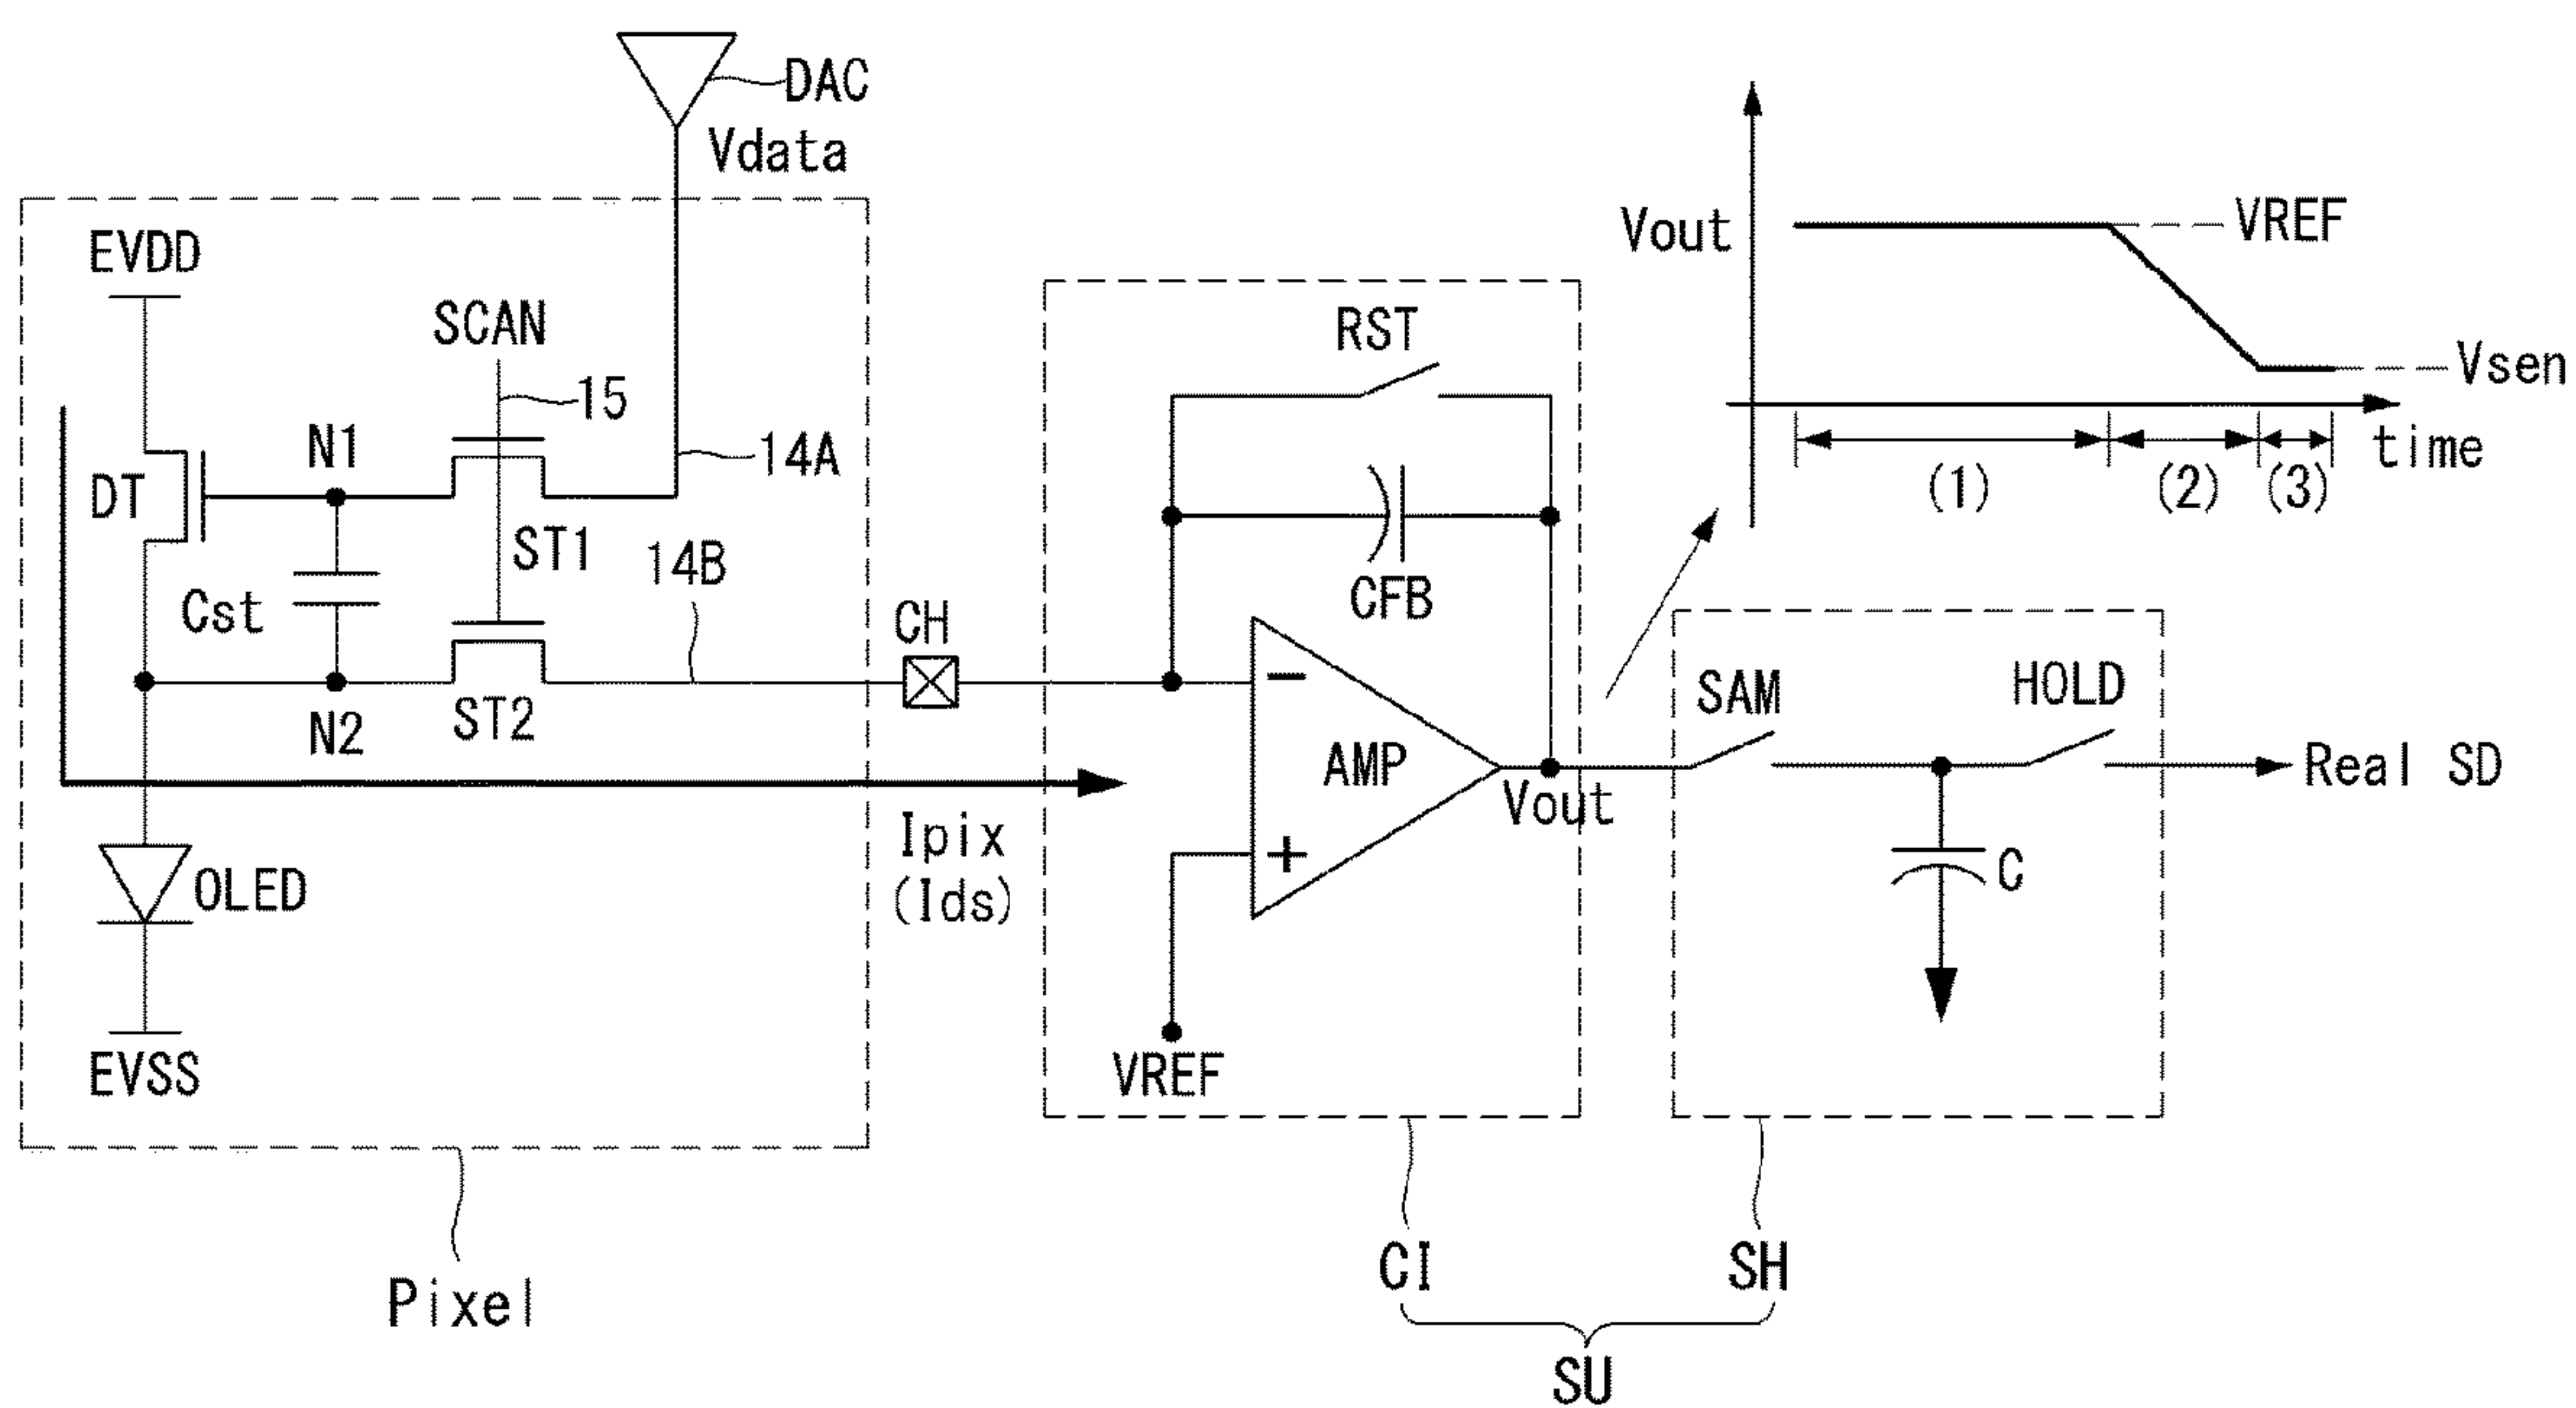 DAC
Vdata
EVDD
SCAN
15
N1
14A
DT
ST1
14B
Cst
CH
N2
ST2
OLED
EVSS
Ipix
(Ids)
Pixel
RST
CFB
-
AMP
+
Vout
VREF
CI
Vout
VREF
Vsen
time
(1)
(2)
(3)
SAM
HOLD
Real SD
C
SH
SU